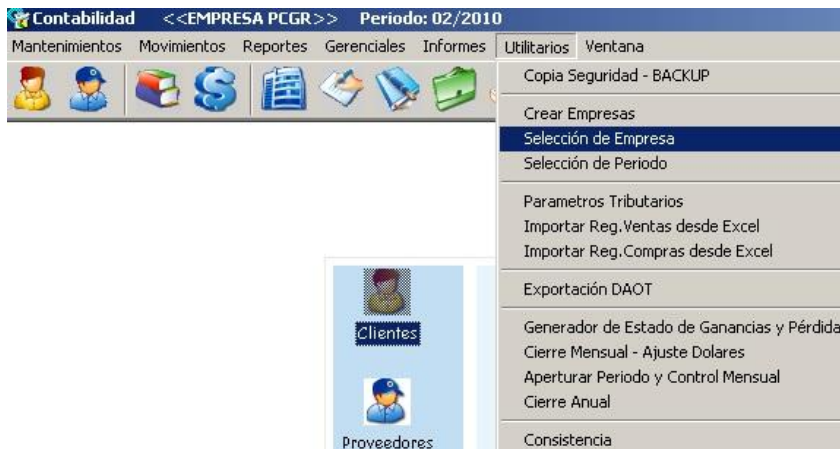 Contabilidad <<EMPRESA PCGR>> Periodo: 02/2010
Mantenimientos Movimientos Reportes Gerenciales Informes Utilitarios Ventana
Copia Seguridad - BACKUP
Crear Empresas
Selección de Empresa
Selección de Periodo
Parametros Tributarios
Importar Reg.Ventas desde Excel
Importar Reg.Compras desde Excel
Exportación DAOT
Generador de Estado de Ganancias y Pérdida
Cierre Mensual - Ajuste Dolares
Aperturar Periodo y Control Mensual
Cierre Anual
Consistencia
Clientes
Proveedores